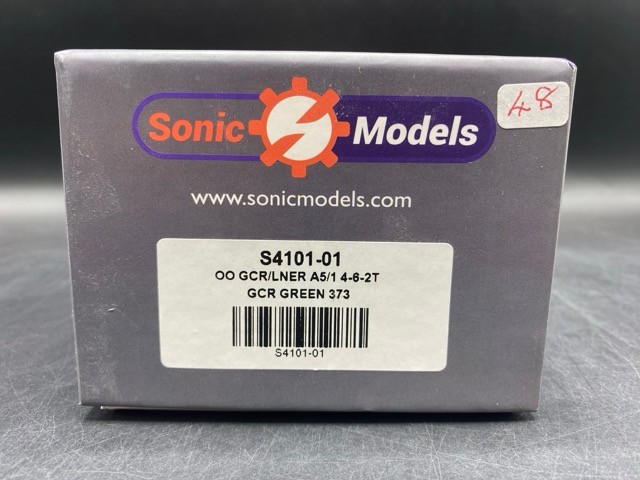 48
Sonic Models
www.sonicmodels.com
S4101-01
OO GCR/LNER A5/1 4-6-2T
GCR GREEN 373
S4101-01